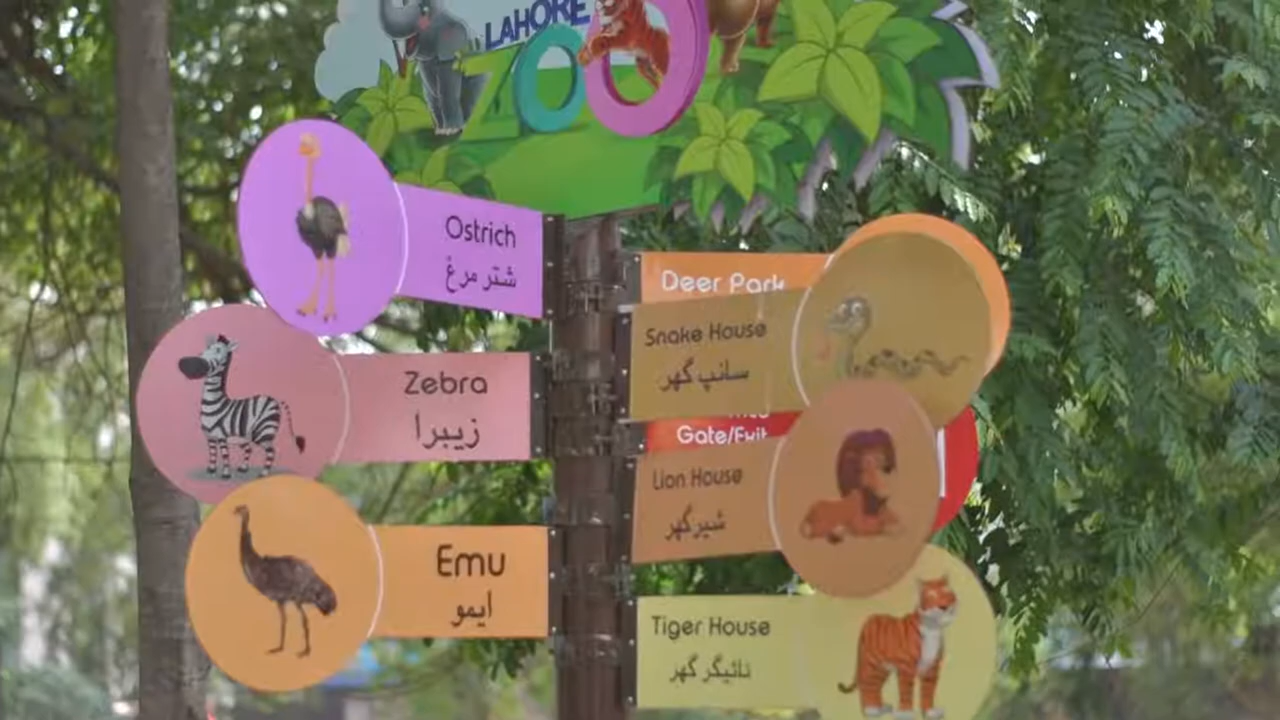 LAHORE
ZOO
Ostrich
شتر مرغ
Zebra
زیبرا
Emu
ایمو
Deer Park
Snake House
سانپ گھر
Gate/Exit
Lion House
شیر گھر
Tiger House
ٹائیگر گھر